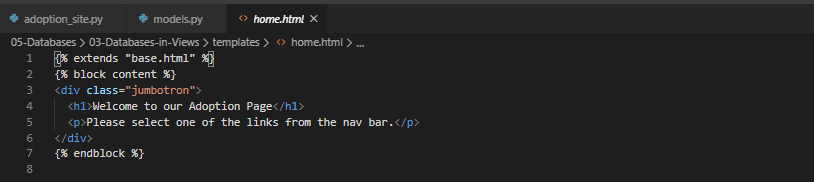 adoption_site.py models.py <> home.html ×
05-Databases > 03-Databases-in-Views > templates > <> home.html > ...
1 {% extends "base.html" %}
2 {% block content %}
3 <div class="jumbotron">
4 <h1>Welcome to our Adoption Page</h1>
5 <p>Please select one of the links from the nav bar.</p>
6 </div>
7 {% endblock %}
8